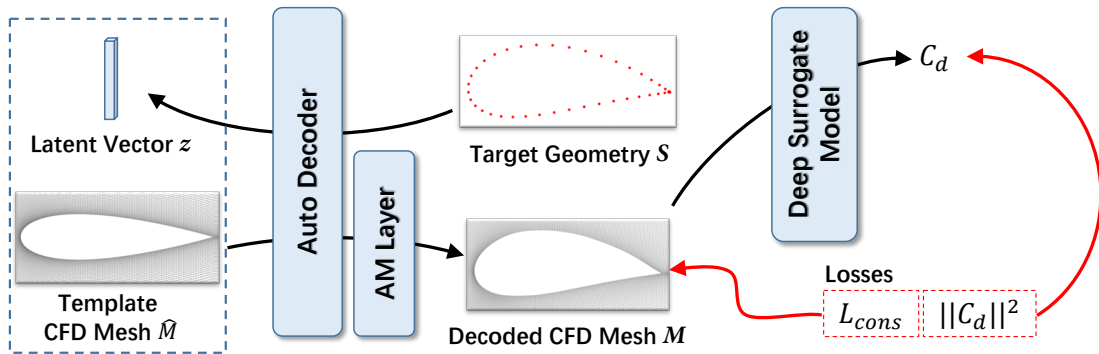 Latent Vector z
Template
CFD Mesh M̂
Auto Decoder
AM Layer
Target Geometry S
Decoded CFD Mesh M
Deep Surrogate
Model
C_d
Losses
L_cons
||C_d||²